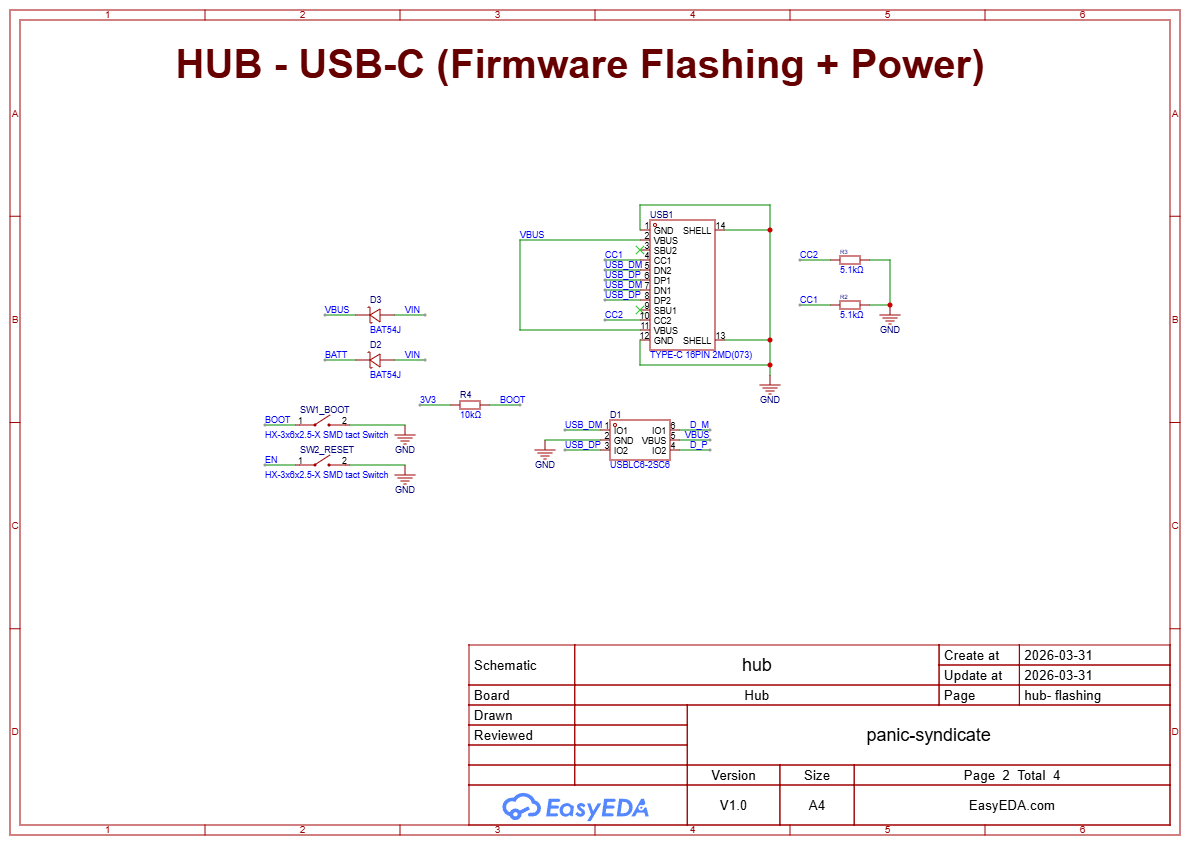 1 2 3 4 5 6
HUB - USB-C (Firmware Flashing + Power)
A A
USB1
1 GND SHELL 14
VBUS
2 VBUS
3 SBU2
CC1 4 CC1
USB_DM 5 DN2
USB_DP 6 DP1
USB_DM 7 DN1
USB_DP 8 DP2
9 SBU1
CC2 10 CC2
11 VBUS
12 GND SHELL 13
TYPE-C 16PIN 2MD(073)
GND
R3
CC2
5.1kΩ
R2
CC1
5.1kΩ
GND
B B
D3
VBUS VIN
BAT54J
D2
BATT VIN
BAT54J
R4
3V3 BOOT
10kΩ
SW1_BOOT
BOOT 1 2
HX-3x6x2.5-X SMD tact Switch
GND
SW2_RESET
EN 1 2
HX-3x6x2.5-X SMD tact Switch
GND
D1
USB_DM 1 IO1 IO1 6 D_M
2 GND VBUS 5 VBUS
USB_DP 3 IO2 IO2 4 D_P
USBLC6-2SC6
GND
C C
Schematic hub Create at 2026-03-31
Update at 2026-03-31
Board Hub Page hub- flashing
Drawn
Reviewed
panic-syndicate
D D
Version Size Page 2 Total 4
EasyEDA V1.0 A4 EasyEDA.com
1 2 3 4 5 6